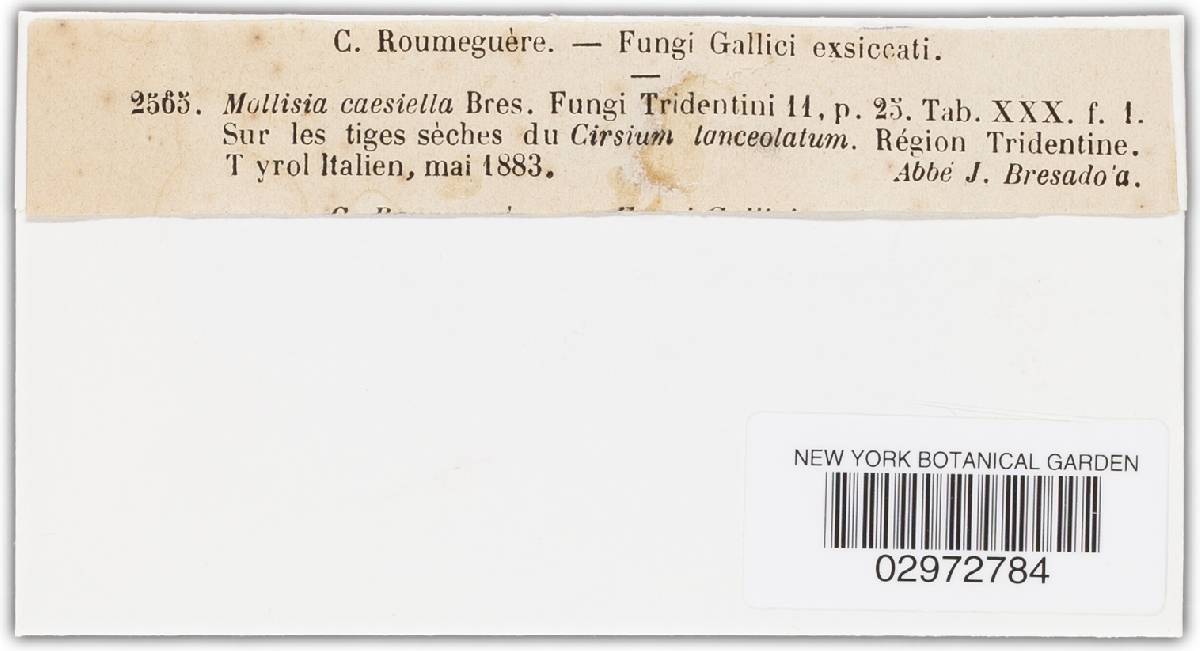 C. Roumeguère. — Fungi Gallici exsiccati.
2565. Mollisia caesiella Bres. Fungi Tridentini 11, p. 25. Tab. XXX. f. 1.
Sur les tiges sèches du Cirsium lanceolatum. Région Tridentine.
T yrol Italien, mai 1883. Abbé J. Bresado'a.
NEW YORK BOTANICAL GARDEN
02972784